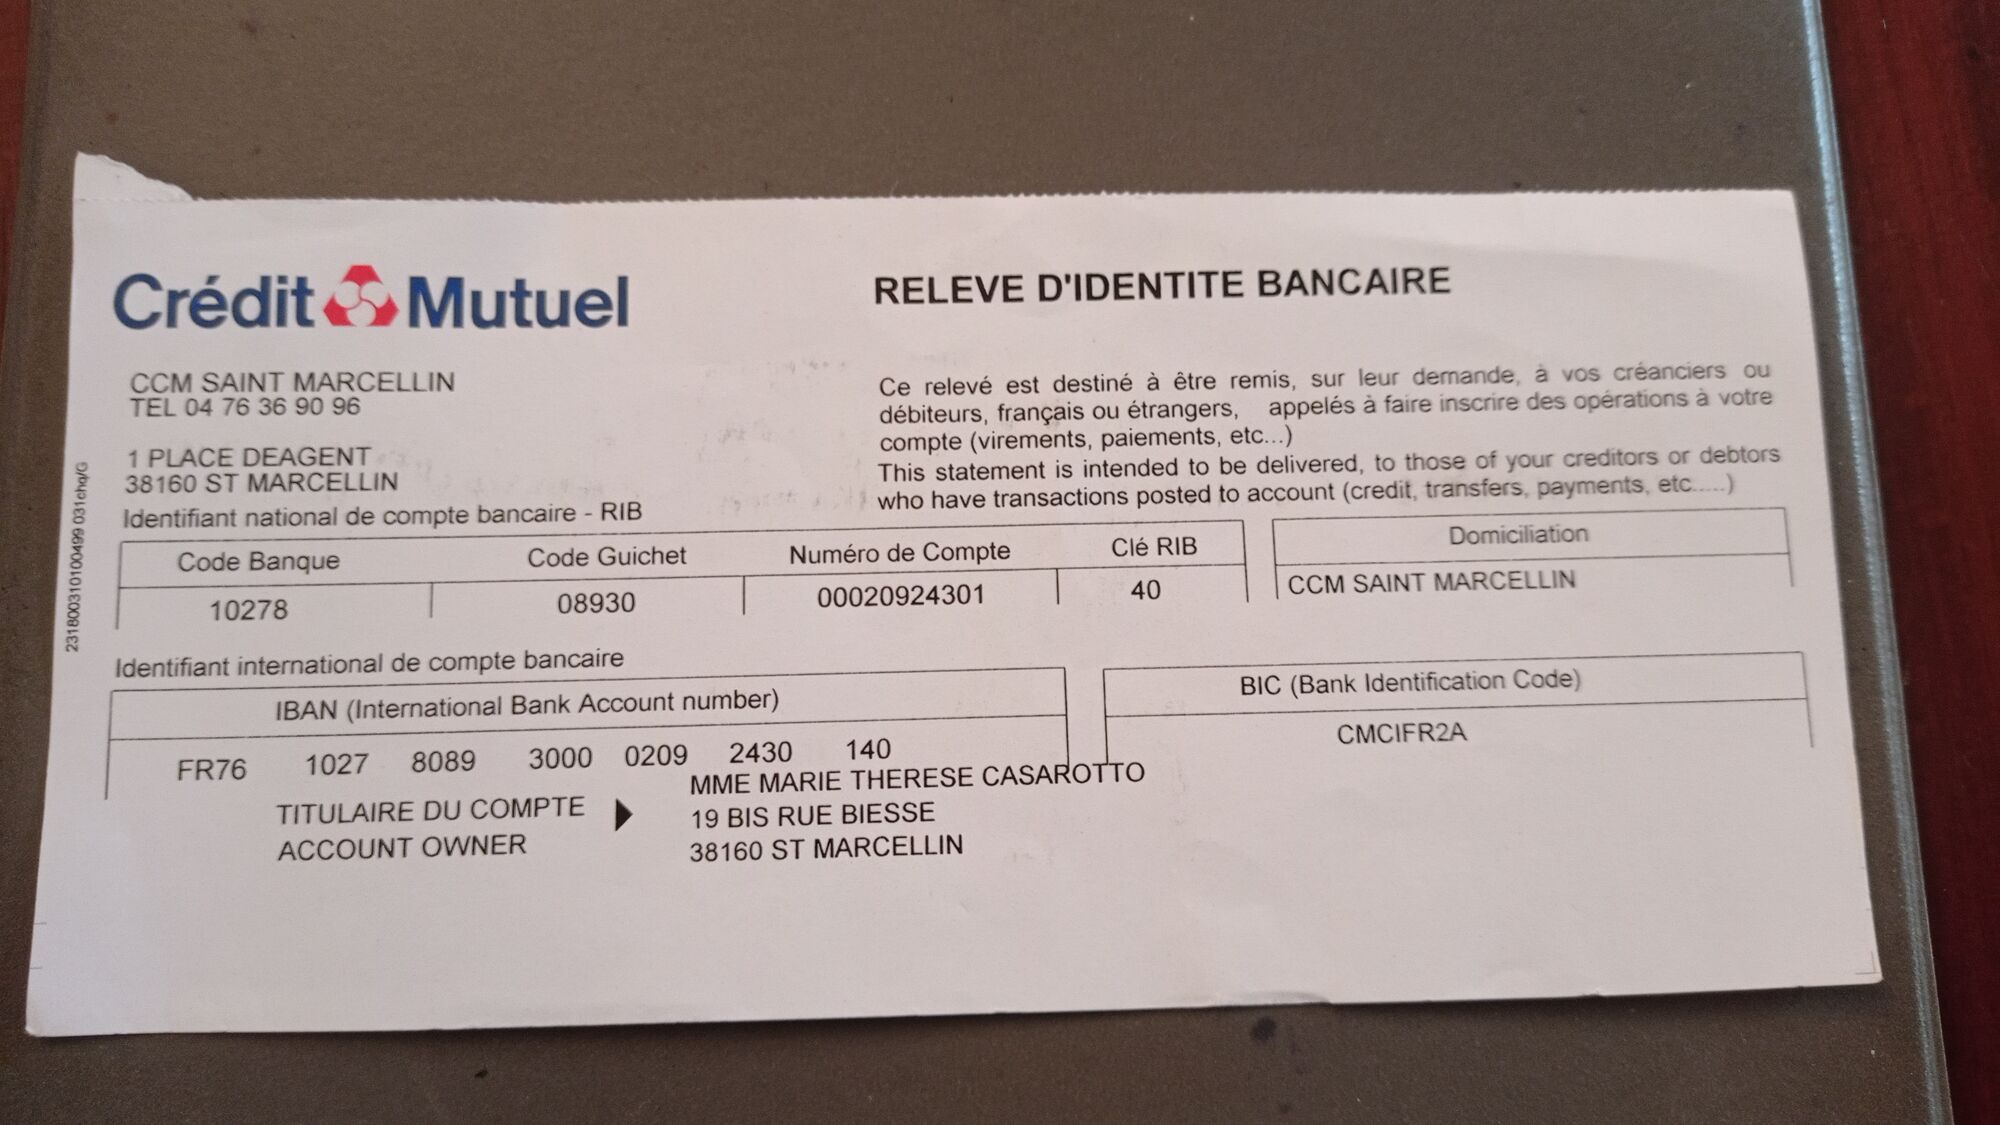 Crédit Mutuel
RELEVE D'IDENTITE BANCAIRE
CCM SAINT MARCELLIN
TEL 04 76 36 90 96
1 PLACE DEAGENT
38160 ST MARCELLIN
Ce relevé est destiné à être remis, sur leur demande, à vos créanciers ou
débiteurs, français ou étrangers, appelés à faire inscrire des opérations à votre
compte (virements, paiements, etc...)
This statement is intended to be delivered, to those of your creditors or debtors
who have transactions posted to account (credit, transfers, payments, etc.....)
Identifiant national de compte bancaire - RIB
Code Banque Code Guichet Numéro de Compte Clé RIB Domiciliation
10278 08930 00020924301 40 CCM SAINT MARCELLIN
Identifiant international de compte bancaire
IBAN (International Bank Account number) BIC (Bank Identification Code)
FR76 1027 8089 3000 0209 2430 140 CMCIFR2A
TITULAIRE DU COMPTE MME MARIE THERESE CASAROTTO
ACCOUNT OWNER 19 BIS RUE BIESSE
38160 ST MARCELLIN
231800310100499 031chq/G